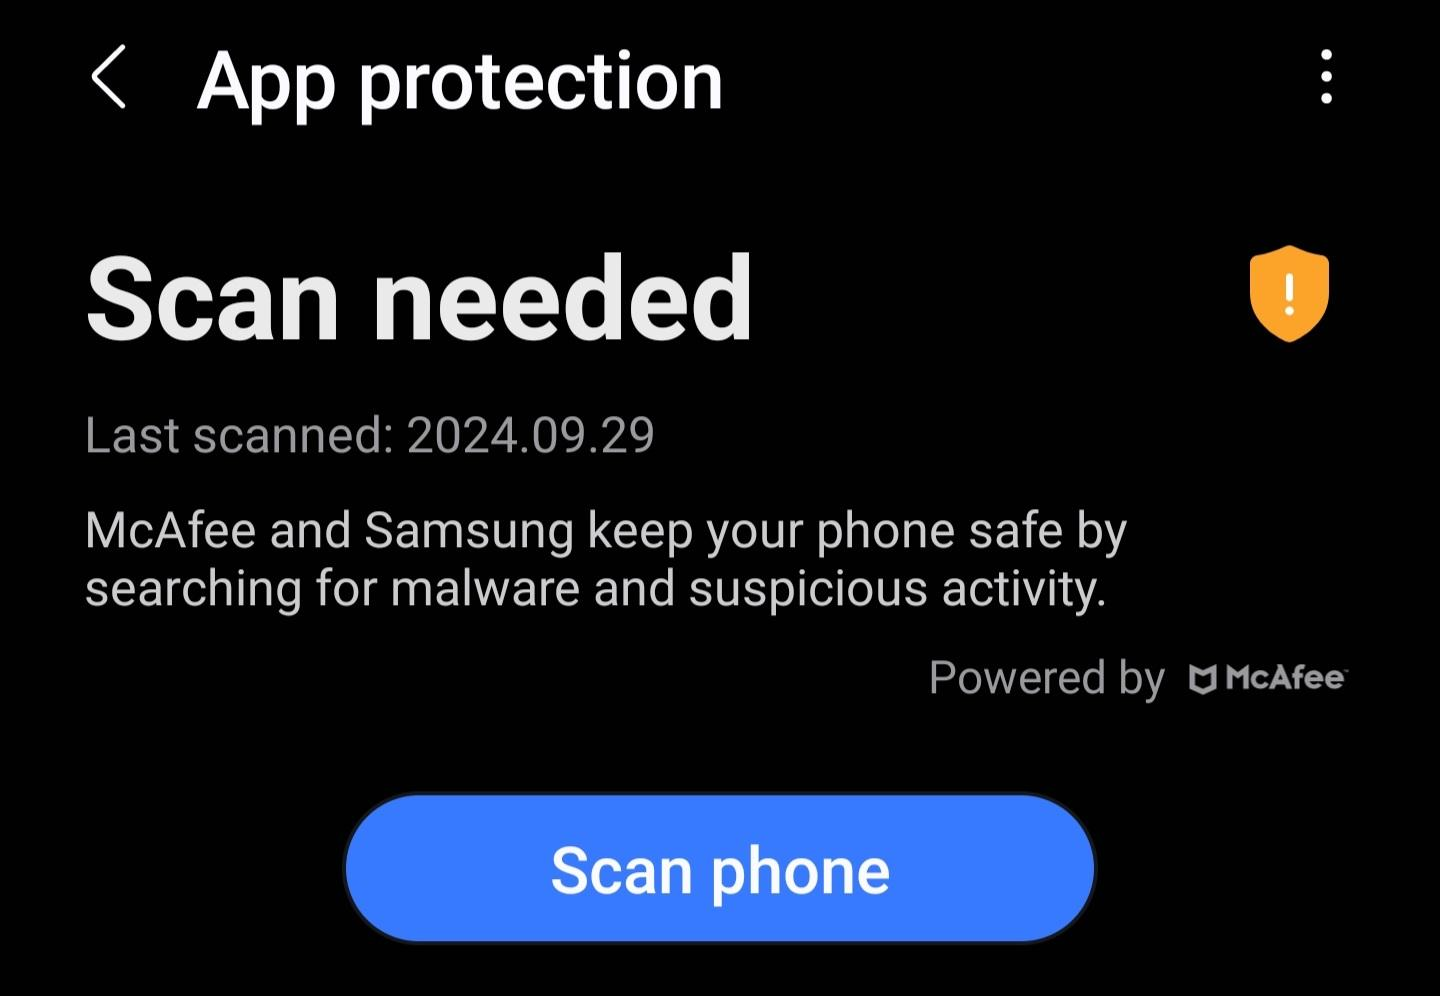 App protection
Scan needed
Last scanned: 2024.09.29
McAfee and Samsung keep your phone safe by
searching for malware and suspicious activity.
Powered by McAfee™
Scan phone